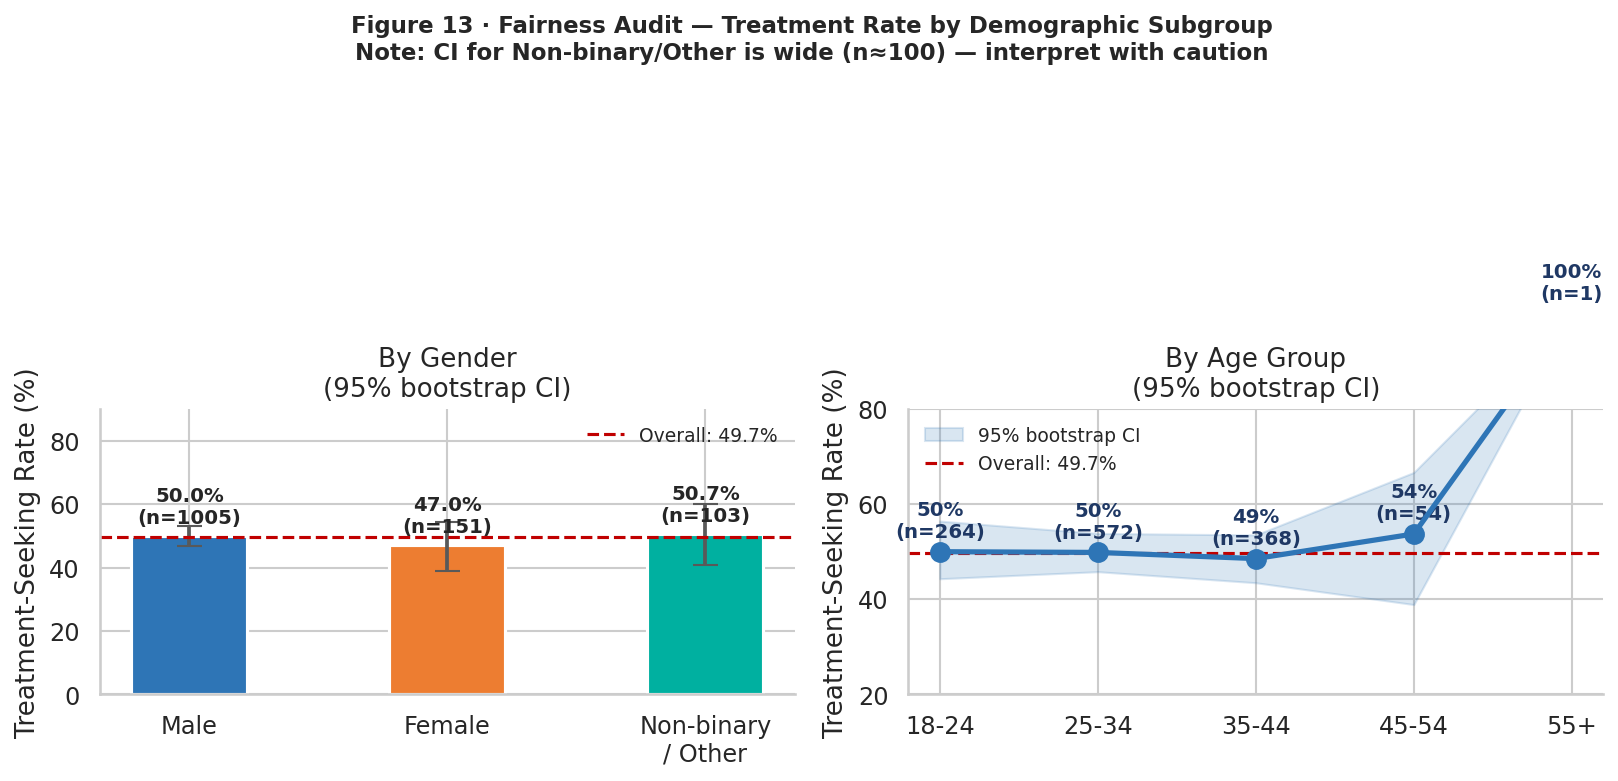 Figure 13 · Fairness Audit — Treatment Rate by Demographic Subgroup
Note: CI for Non-binary/Other is wide (n≈100) — interpret with caution
By Gender
(95% bootstrap CI)
Treatment-Seeking Rate (%)
80
60
40
20
0
Overall: 49.7%
50.0%
(n=1005)
47.0%
(n=151)
50.7%
(n=103)
Male
Female
Non-binary
/ Other
By Age Group
(95% bootstrap CI)
Treatment-Seeking Rate (%)
80
60
40
20
95% bootstrap CI
Overall: 49.7%
50%
(n=264)
50%
(n=572)
49%
(n=368)
54%
(n=54)
100%
(n=1)
18-24
25-34
35-44
45-54
55+